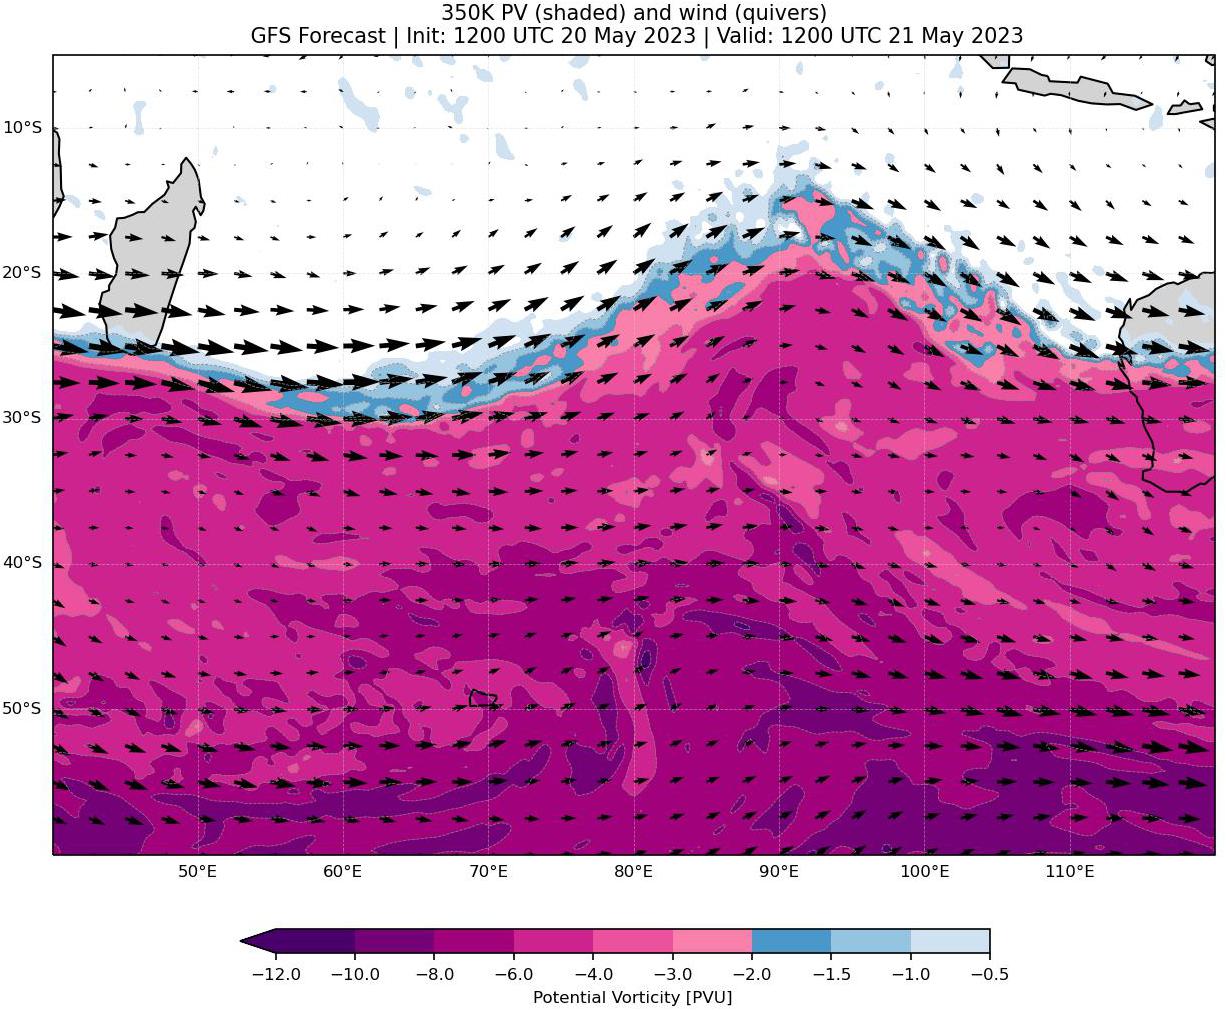 350K PV (shaded) and wind (quivers)
GFS Forecast | Init: 1200 UTC 20 May 2023 | Valid: 1200 UTC 21 May 2023
10°S
20°S
30°S
40°S
50°S
50°E 60°E 70°E 80°E 90°E 100°E 110°E
−12.0 −10.0 −8.0 −6.0 −4.0 −3.0 −2.0 −1.5 −1.0 −0.5
Potential Vorticity [PVU]